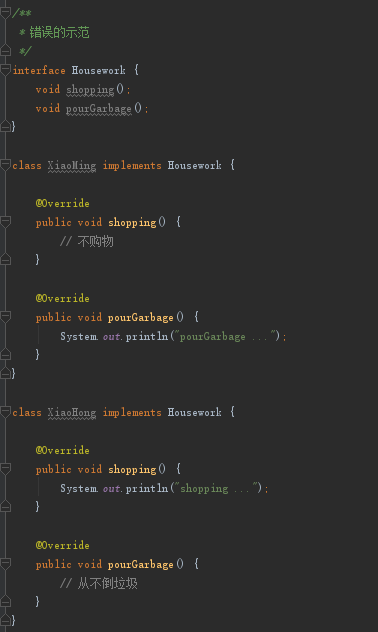 /**
 * 错误的示范
 */
interface Housework {
    void shopping();
    void pourGarbage();
}
class XiaoMing implements Housework {
    @Override
    public void shopping() {
        // 不购物
    }
    @Override
    public void pourGarbage() {
        System.out.println("pourGarbage ...");
    }
}
class XiaoHong implements Housework {
    @Override
    public void shopping() {
        System.out.println("shopping ...");
    }
    @Override
    public void pourGarbage() {
        // 从不倒垃圾
    }
}